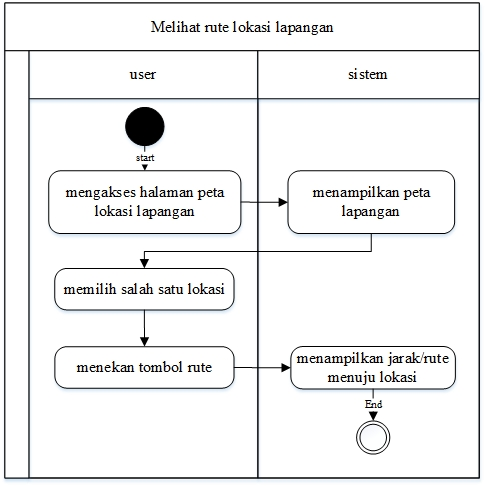 Melihat rute lokasi lapangan
user
sistem
start
mengakses halaman peta
lokasi lapangan
menampilkan peta
lapangan
memilih salah satu lokasi
menekan tombol rute
menampilkan jarak/rute
menuju lokasi
End